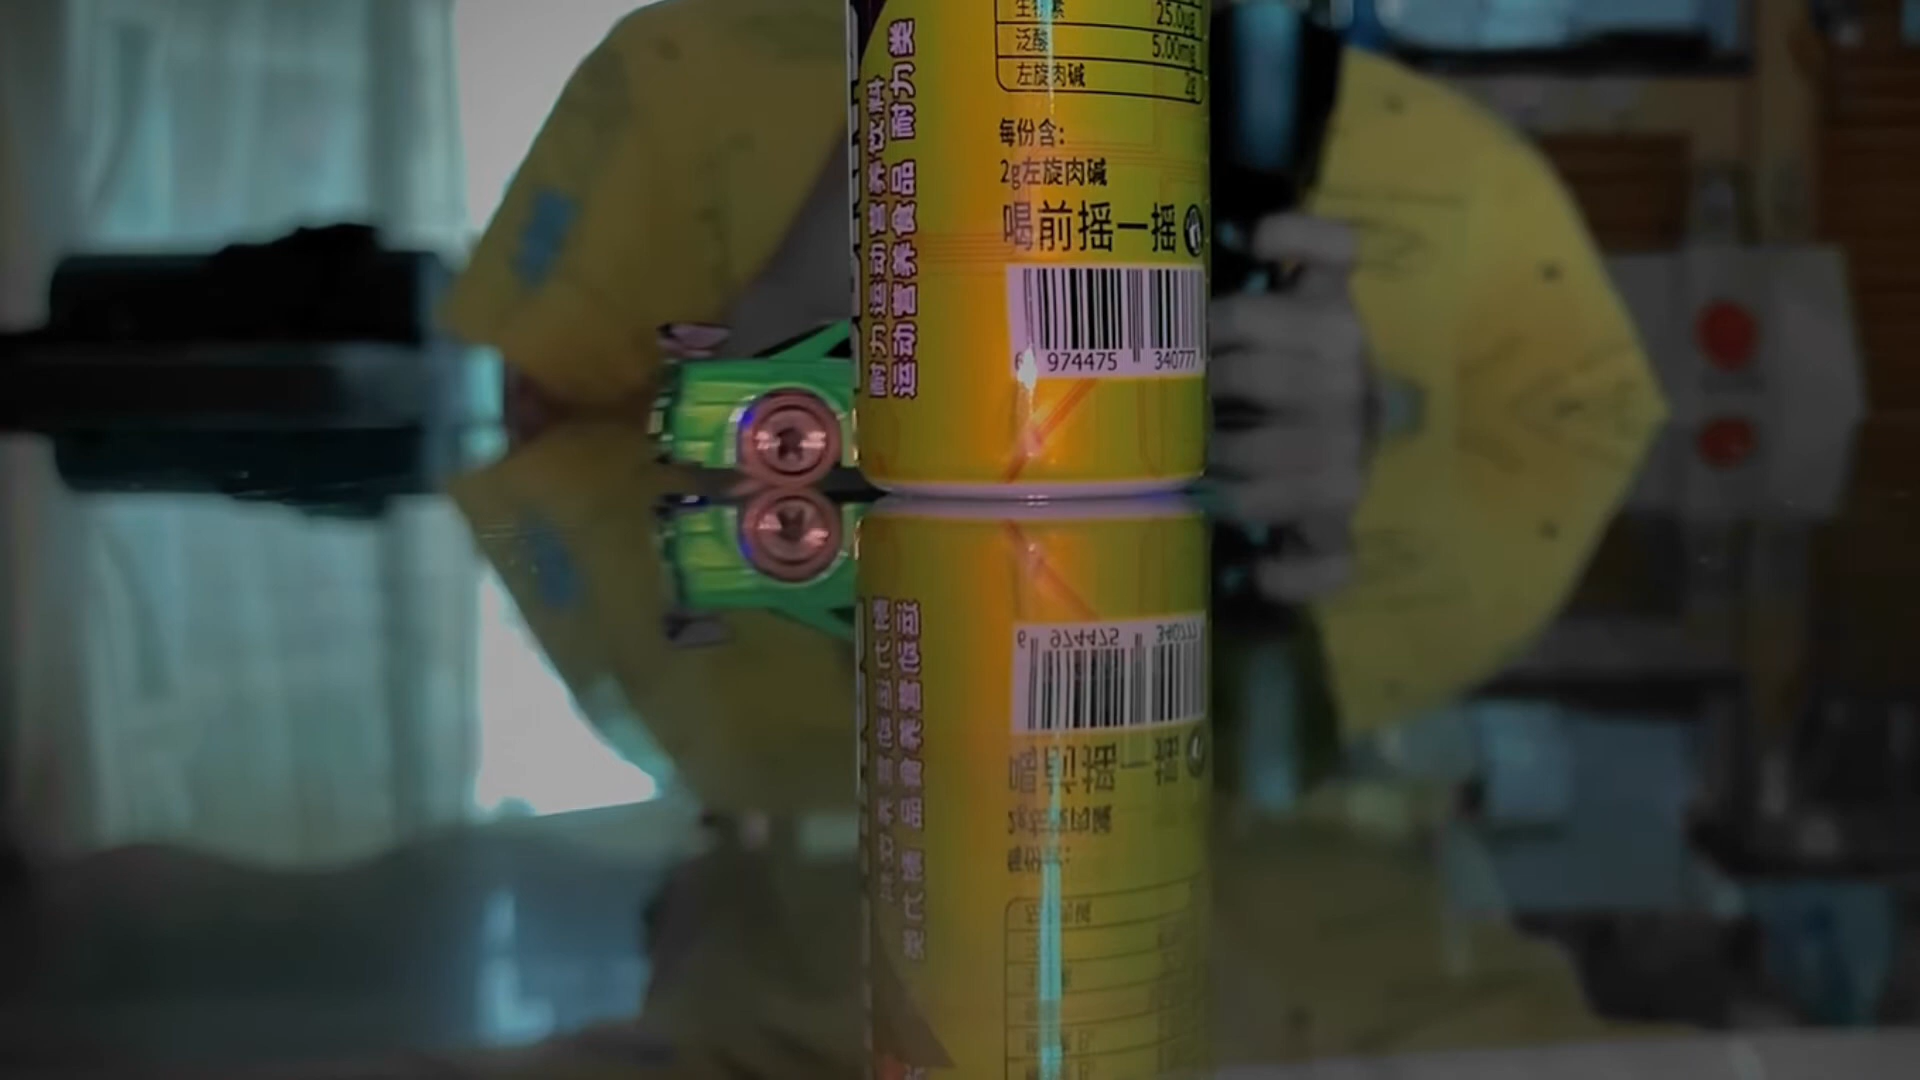 生物素 25.0μg
泛酸 5.00mg
左旋肉碱 2g
每份含:
2g左旋肉碱
喝前摇一摇
6 974475 340777
耐力运动营养饮料
运动营养食品 耐力类